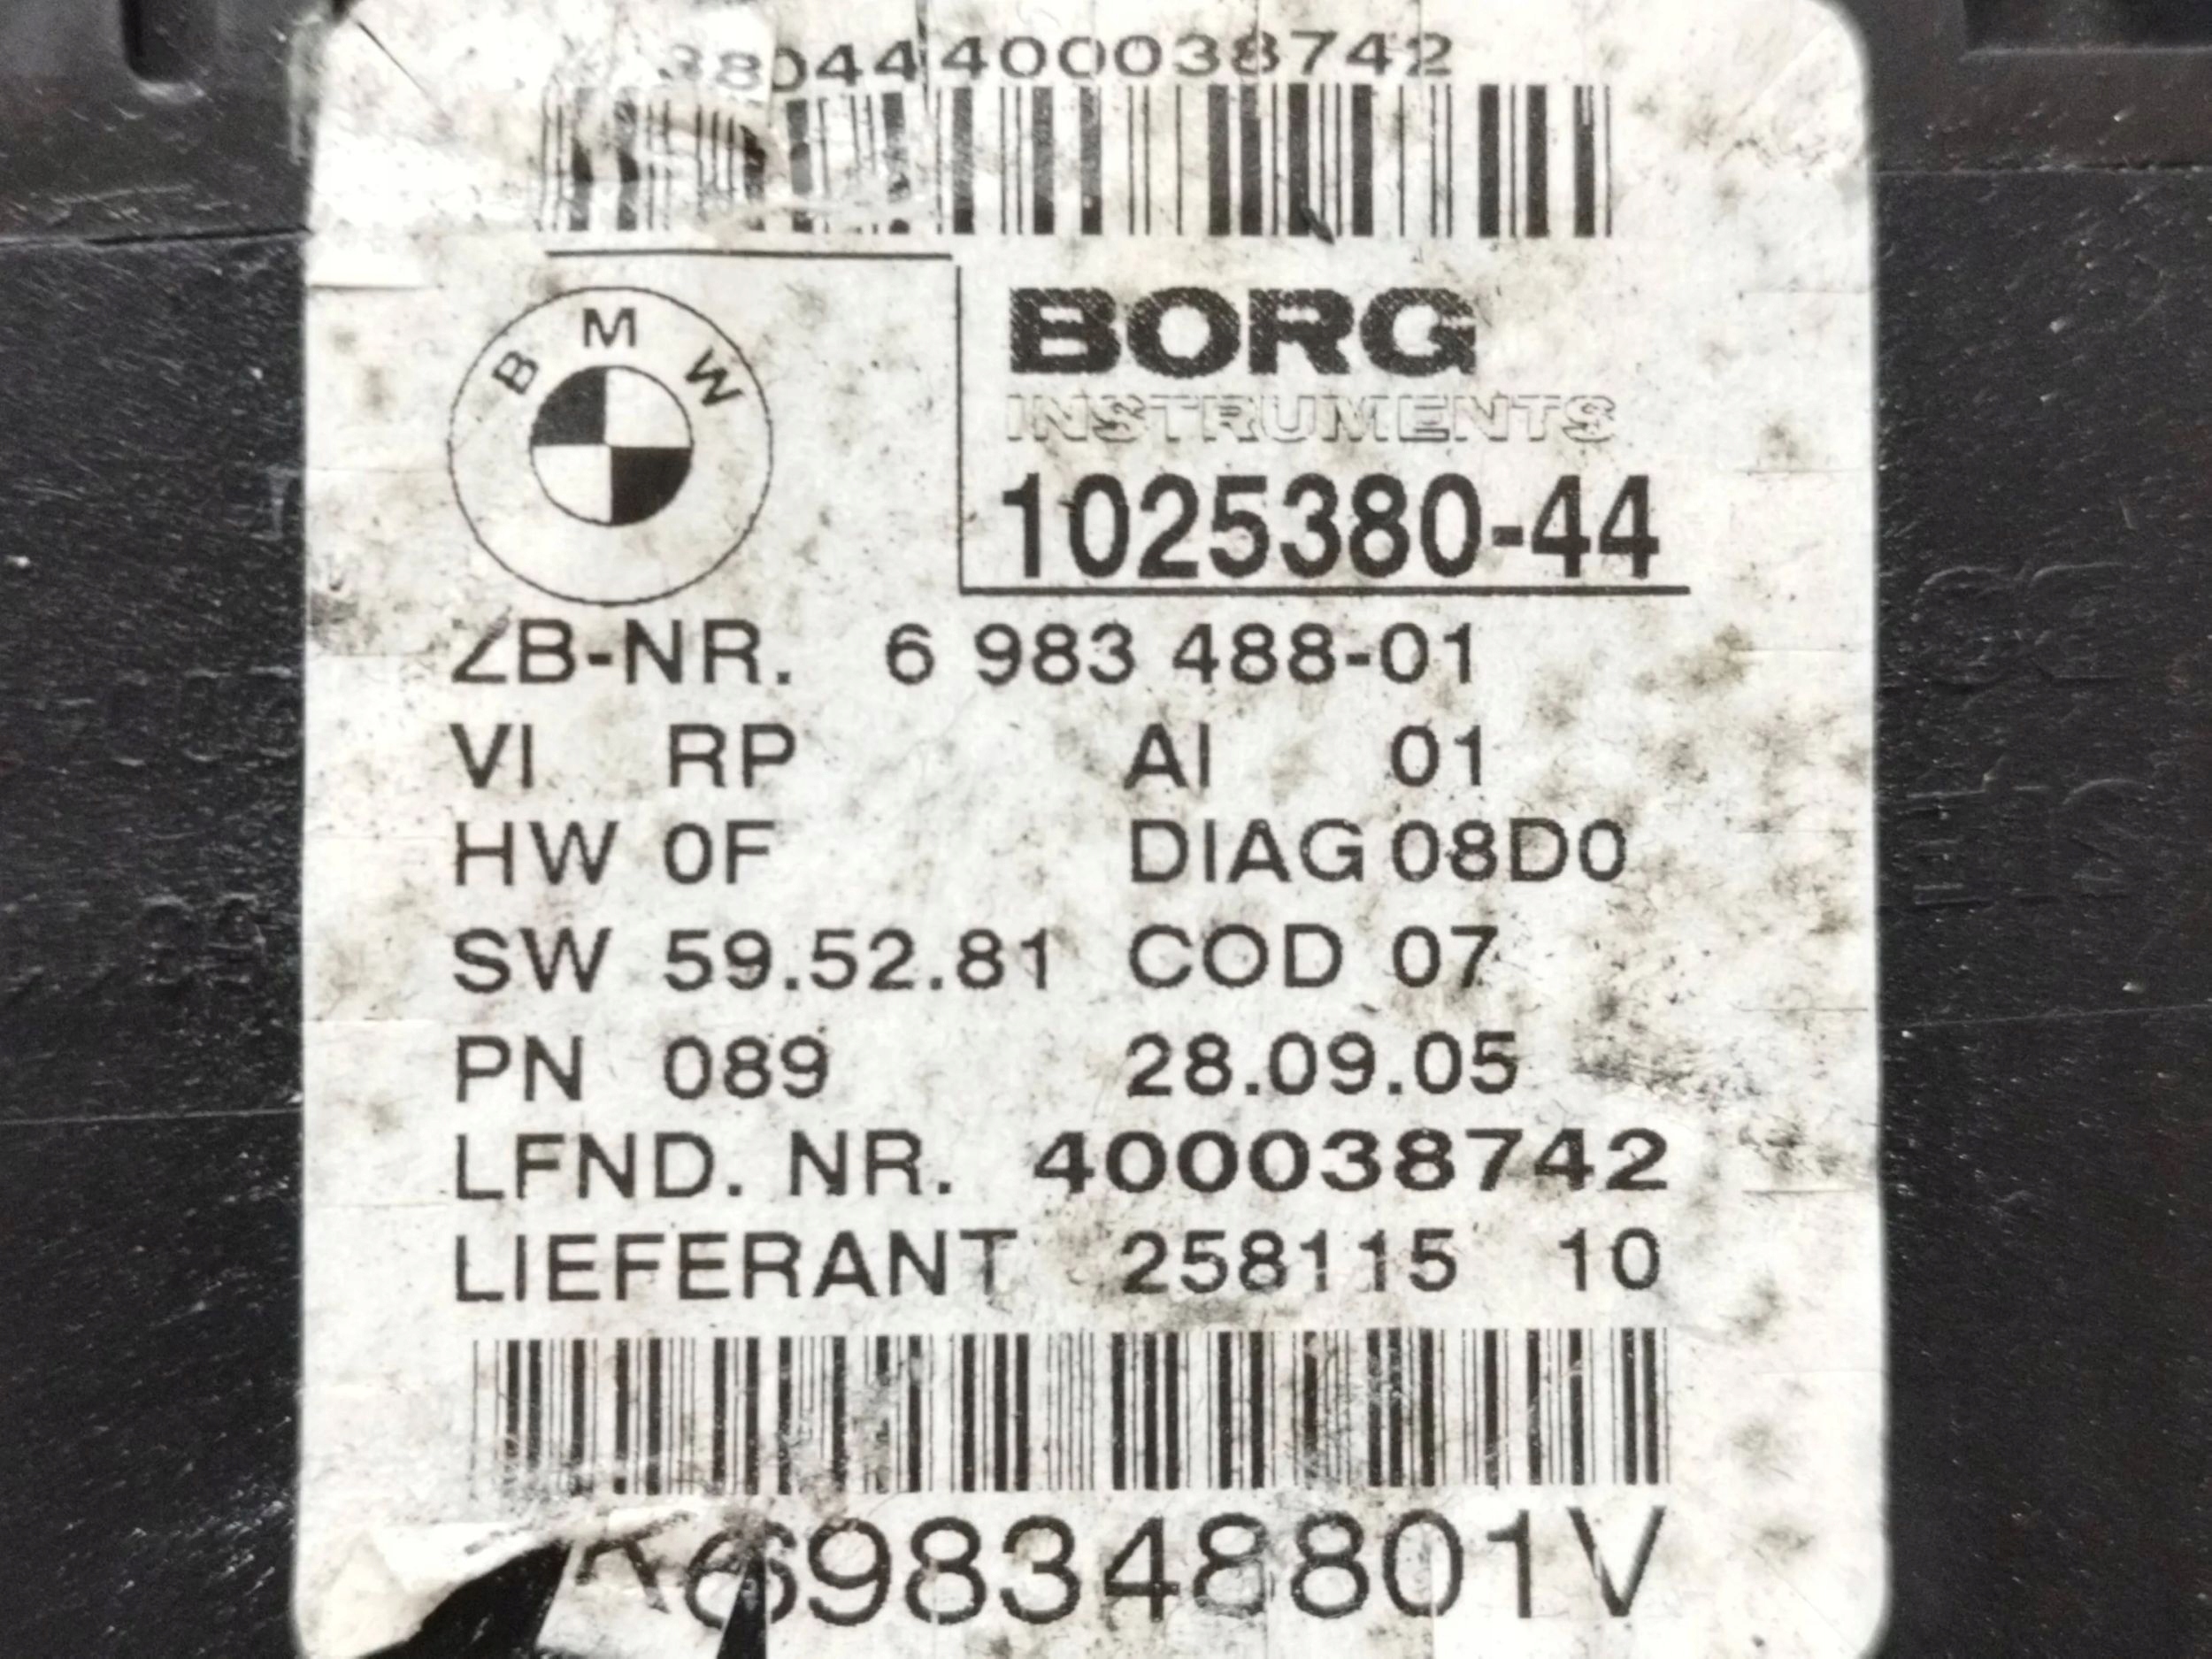 38044400038742
BMW
BORG
INSTRUMENTS
1025380-44
ZB-NR. 6 983 488-01
VI RP AI 01
HW 0F DIAG 08D0
SW 59.52.81 COD 07
PN 089 28.09.05
LFND. NR. 400038742
LIEFERANT 258115 10
K698348801V